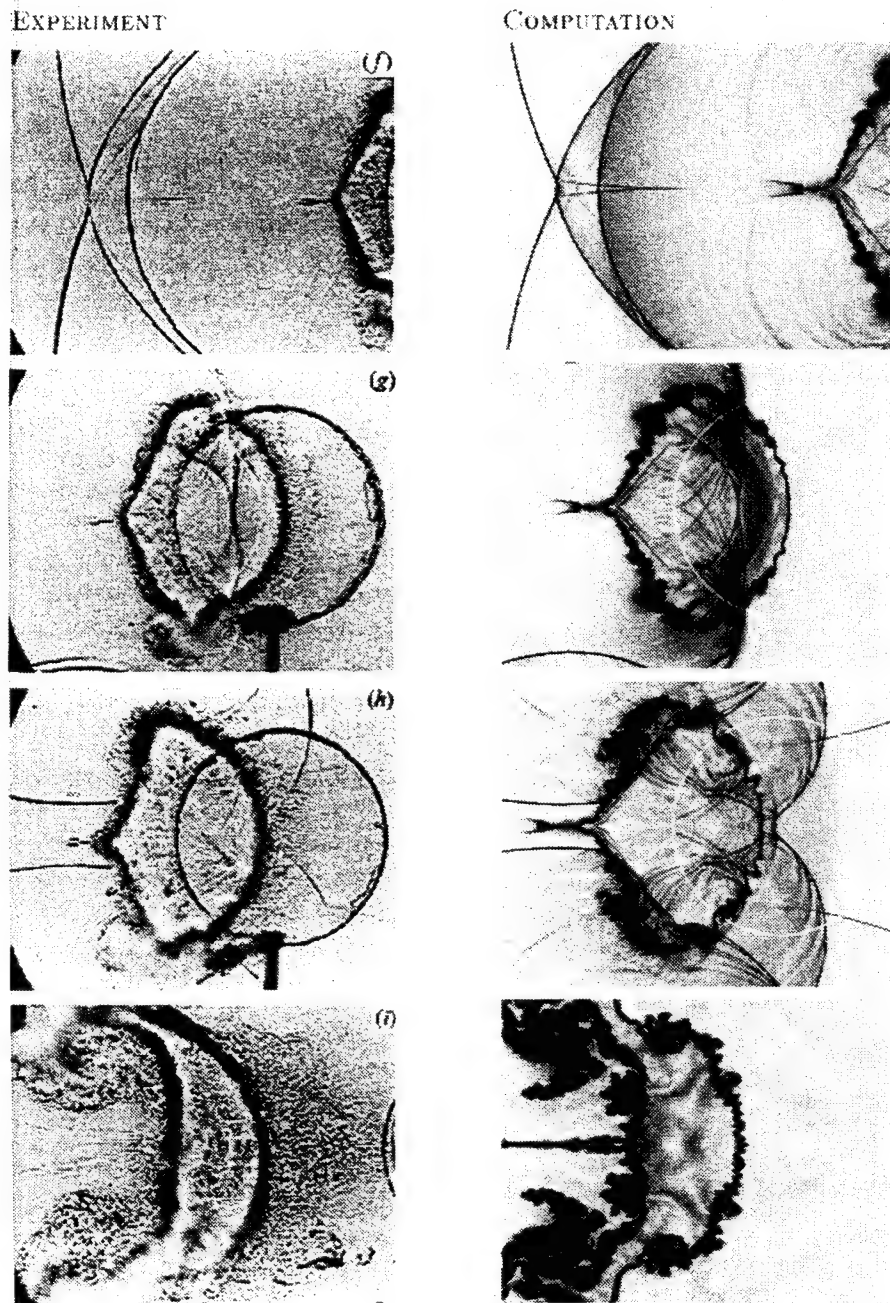 EXPERIMENT
COMPUTATION
(f)
(g)
(h)
(i)